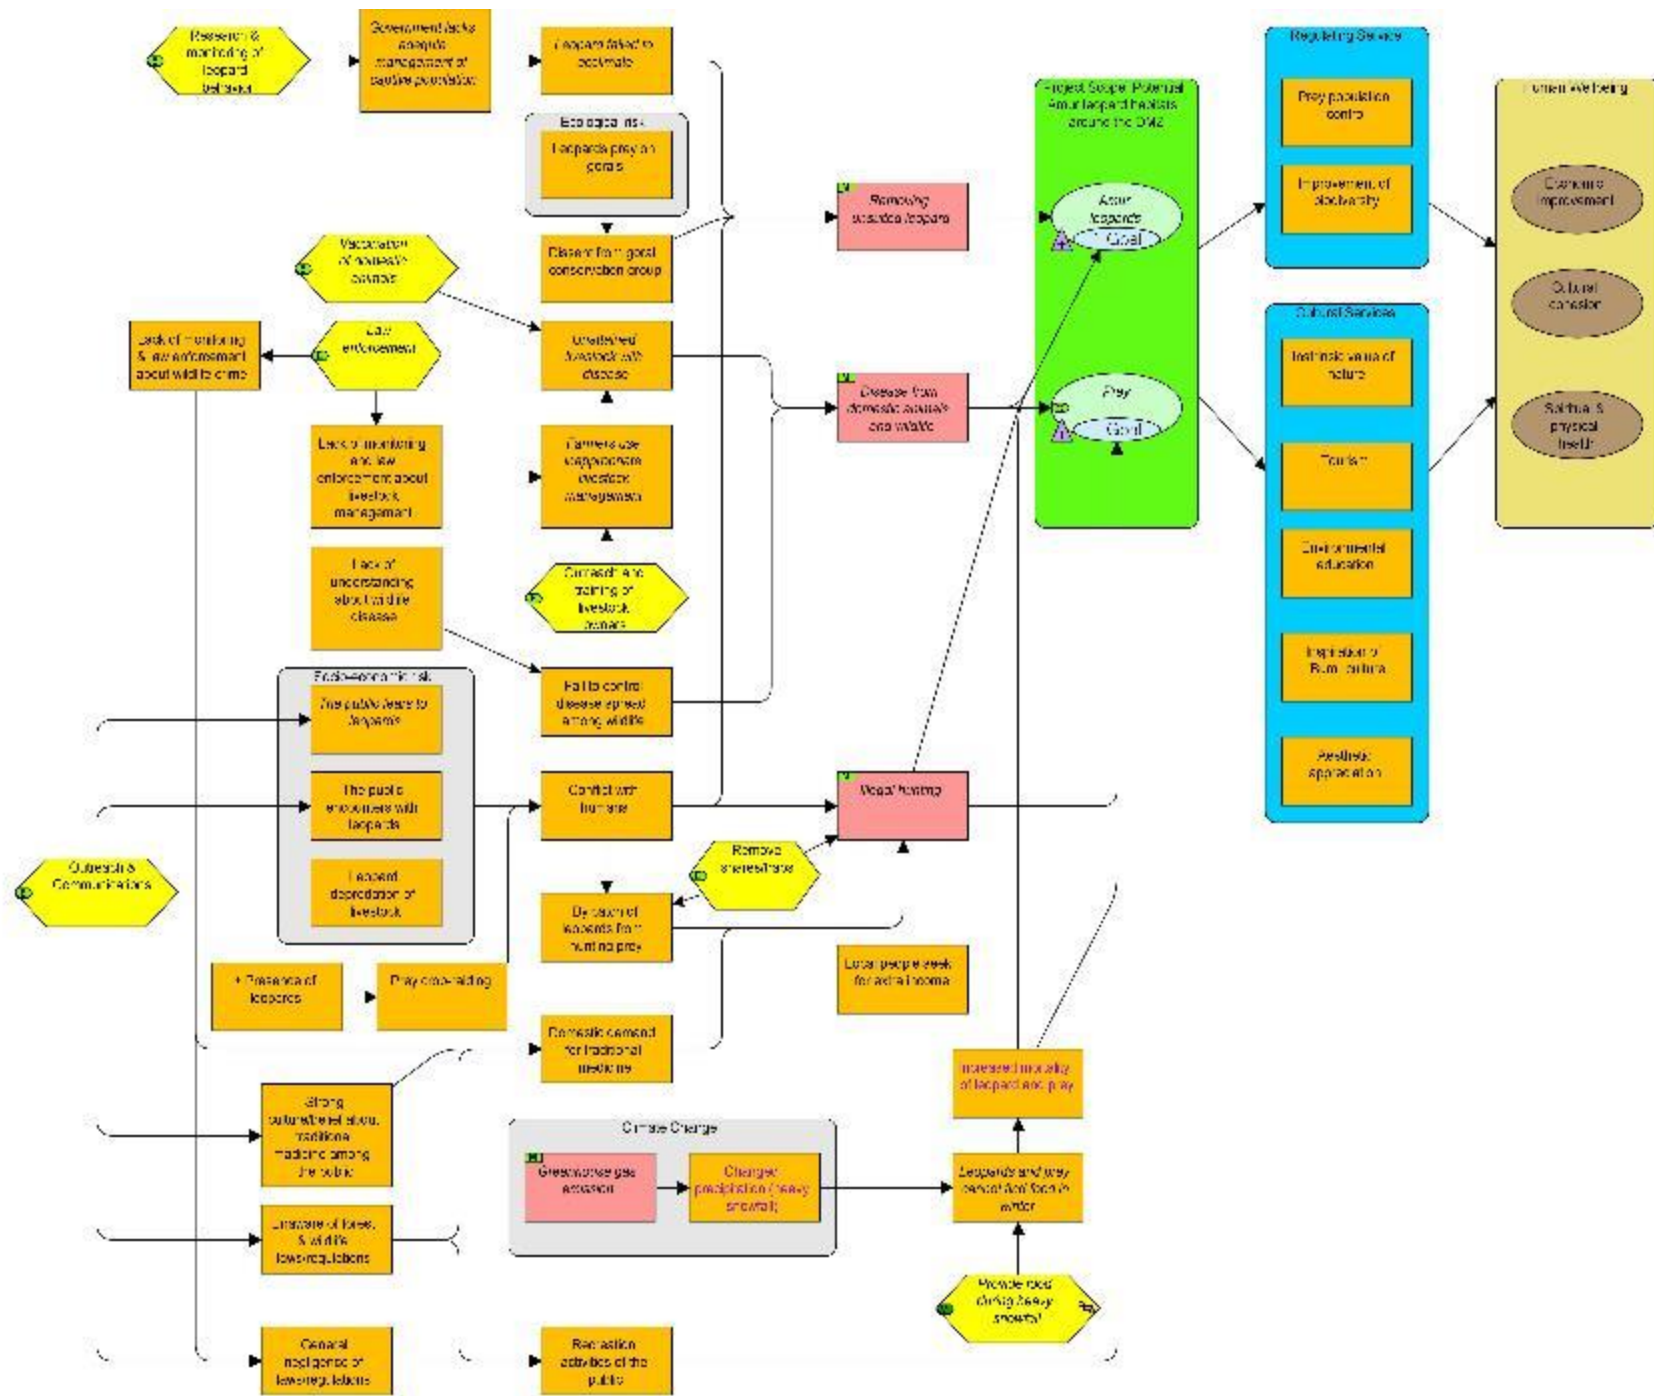 Research &
monitoring of
leopard
behavior
Government lacks
adequate
management of
captive population
Leopard failed to
acclimate
Ecological risk
Leopards prey on
gorals
Dissent from goral
conservation group
Vaccination
of domestic
animals
Law
enforcement
Lack of monitoring
& law enforcement
about wildlife crime
livestock with
disease
Lack of monitoring
and law
enforcement about
livestock
management
Farmers use
inappropriate
livestock
management
Lack of
understanding
about wildlife
disease
Outreach and
training of
livestock
owners
Socio-economic risk
The public fears to
leopards
The public
encounters with
leopards
Leopard
depredation of
livestock
Fail to control
disease spread
among wildlife
Conflict with
humans
By catch of
leopards from
hunting prey
Remove
snares/traps
Outreach &
Communications
+ Presence of
leopards
Prey crop-raiding
Domestic demand
for traditional
medicine
Strong
culture/belief about
traditional
medicine among
the public
Unaware of forest
& wildlife
laws/regulations
General
negligence of
laws/regulations
Recreation
activities of the
public
Climate Change
Greenhouse gas
emission
Changed
precipitation (heavy
snowfall)
Leopards and prey
cannot find food in
winter
Increased mortality
of leopard and prey
Provide food
during heavy
snowfall
Local people seek
for extra income
Removing
unsuited leopard
Disease from
domestic animals
and wildlife
Illegal hunting
Project Scope: Potential
Amur leopard habitats
around the DMZ
Amur
leopards
Goal
Prey
Goal
Regulating Service
Prey population
control
Improvement of
biodiversity
Cultural Services
Instrinsic value of
nature
Tourism
Environmental
education
Inspiration of
culture
Aesthetic
appreciation
Human Wellbeing
Economic
improvement
Cultural
cohesion
Spiritual &
physical
health